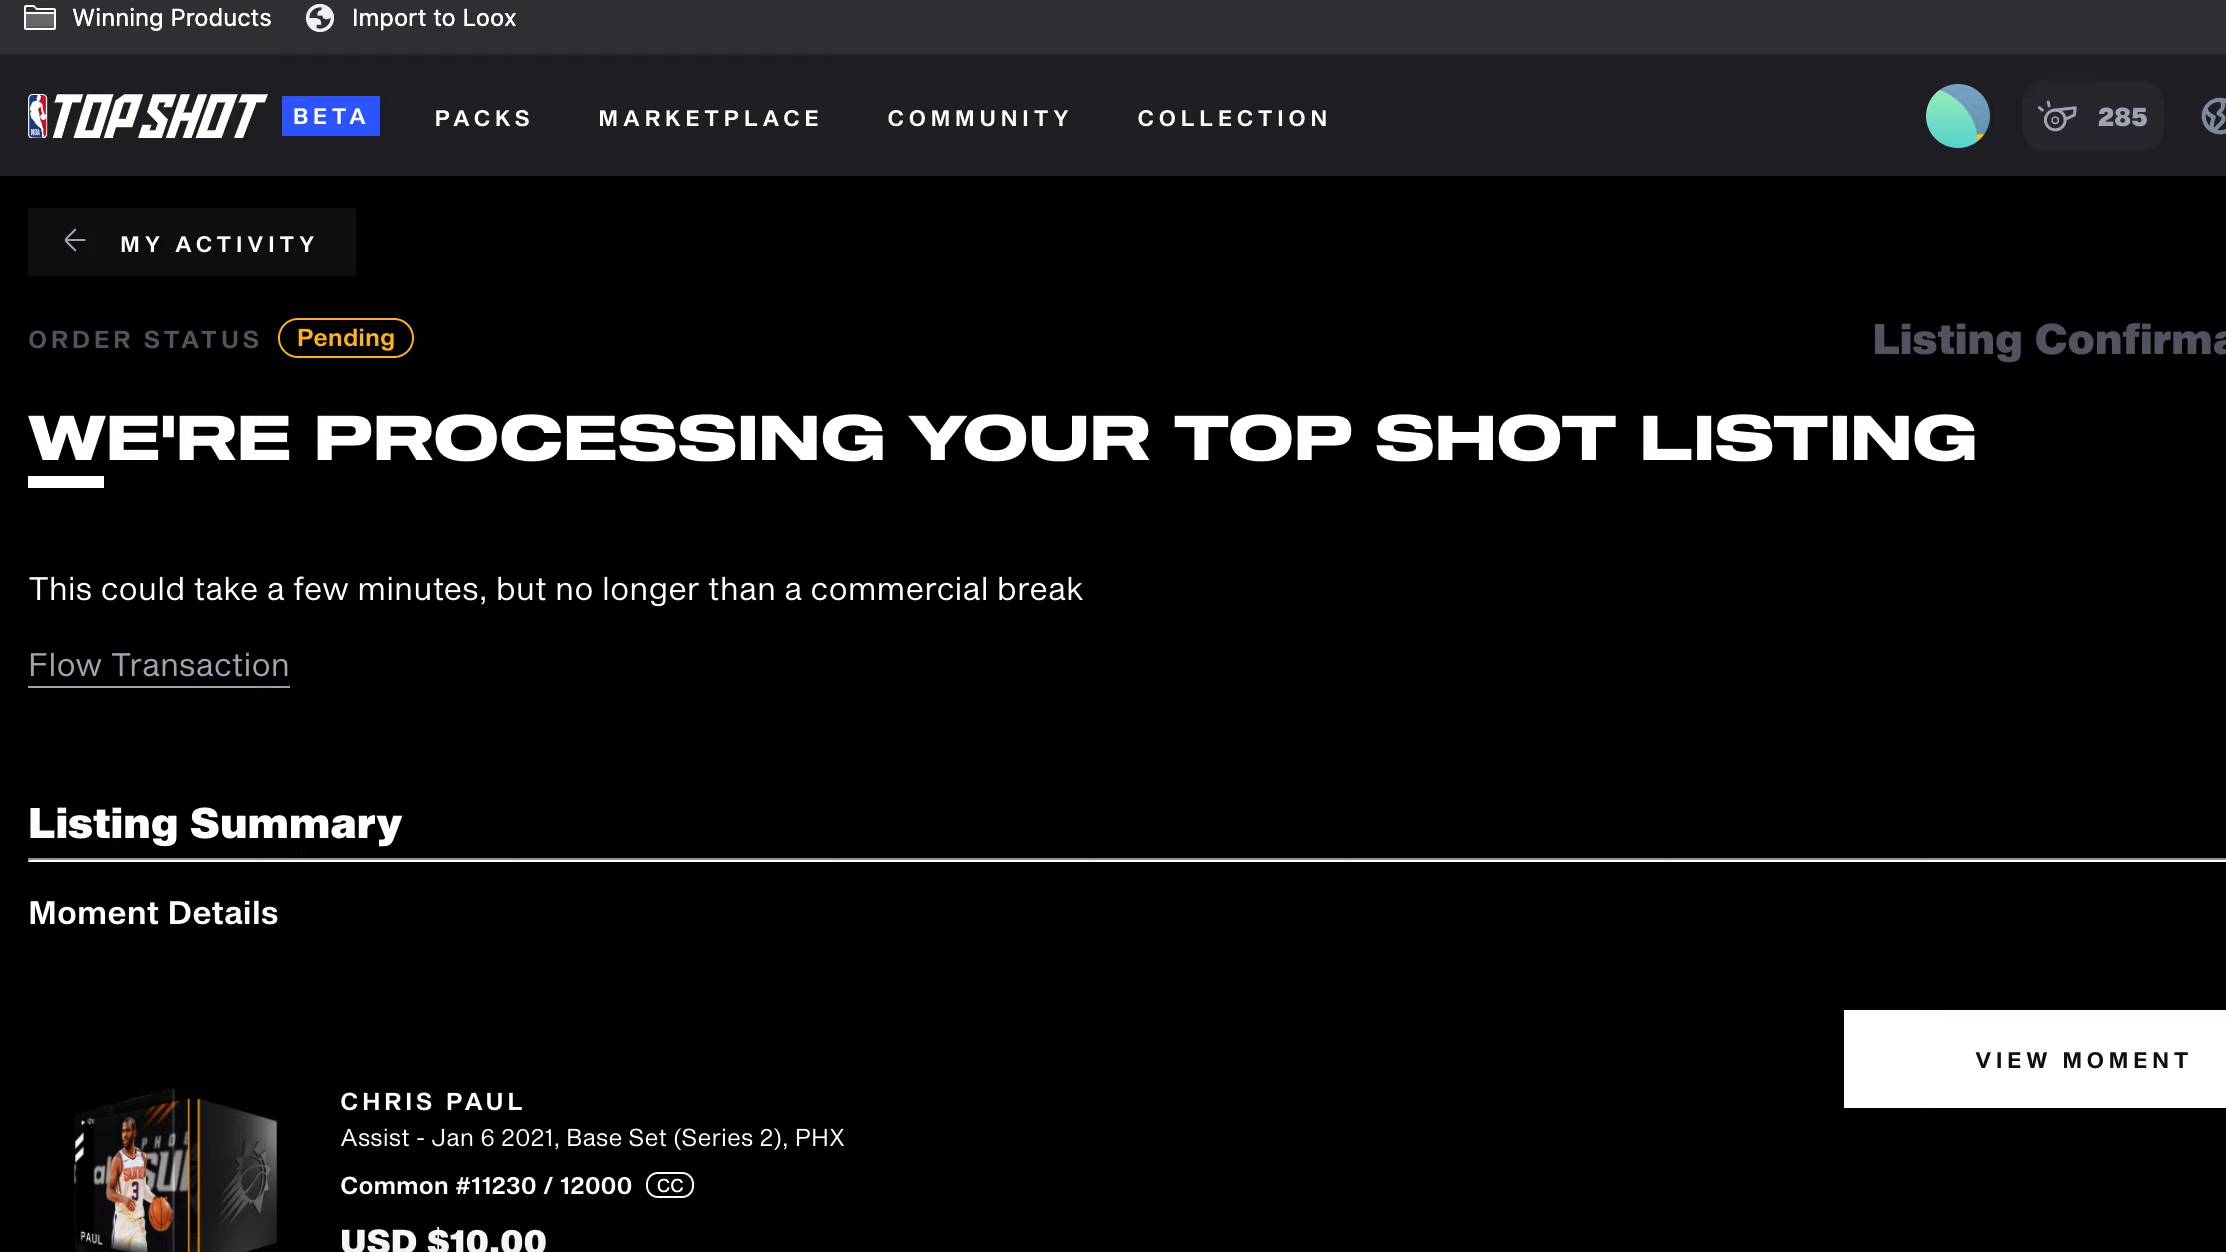 Winning Products Import to Loox
TOP SHOT BETA PACKS MARKETPLACE COMMUNITY COLLECTION 285
MY ACTIVITY
ORDER STATUS Pending
Listing Confirma
WE'RE PROCESSING YOUR TOP SHOT LISTING
This could take a few minutes, but no longer than a commercial break
Flow Transaction
Listing Summary
Moment Details
VIEW MOMENT
CHRIS PAUL
Assist - Jan 6 2021, Base Set (Series 2), PHX
Common #11230 / 12000 CC
USD $10.00
PAUL